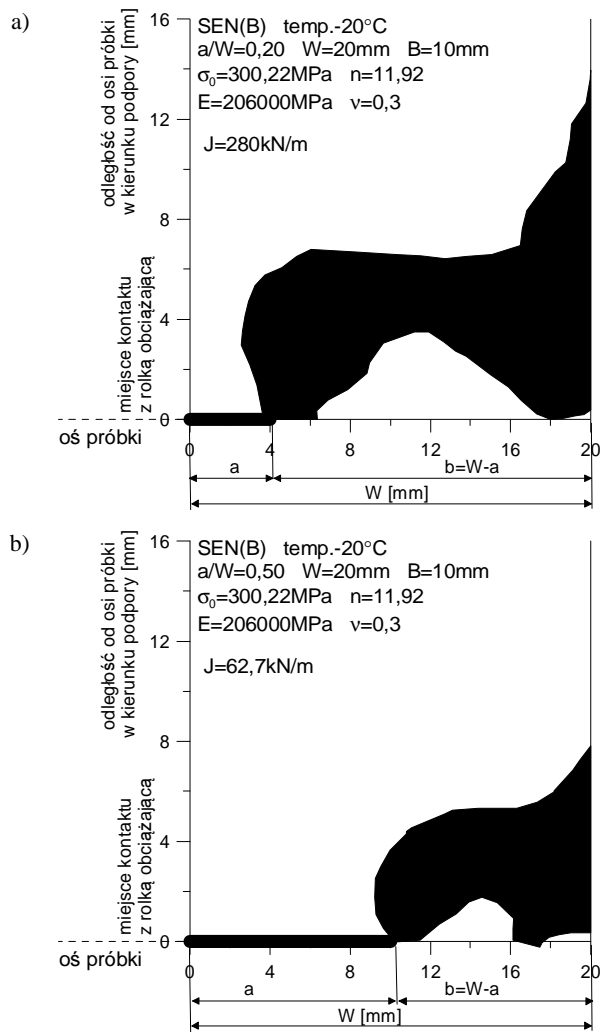 a)
SEN(B) temp.-20°C
a/W=0,20 W=20mm B=10mm
σ₀=300,22MPa n=11,92
E=206000MPa ν=0,3
J=280kN/m
odległość od osi próbki
w kierunku podpory [mm]
miejsce kontaktu
z rolką obciążającą
16
12
8
4
0
oś próbki
0 4 8 12 16 20
a b=W-a
W [mm]
b)
SEN(B) temp.-20°C
a/W=0,50 W=20mm B=10mm
σ₀=300,22MPa n=11,92
E=206000MPa ν=0,3
J=62,7kN/m
odległość od osi próbki
w kierunku podpory [mm]
miejsce kontaktu
z rolką obciążającą
16
12
8
4
0
oś próbki
0 4 8 12 16 20
a b=W-a
W [mm]